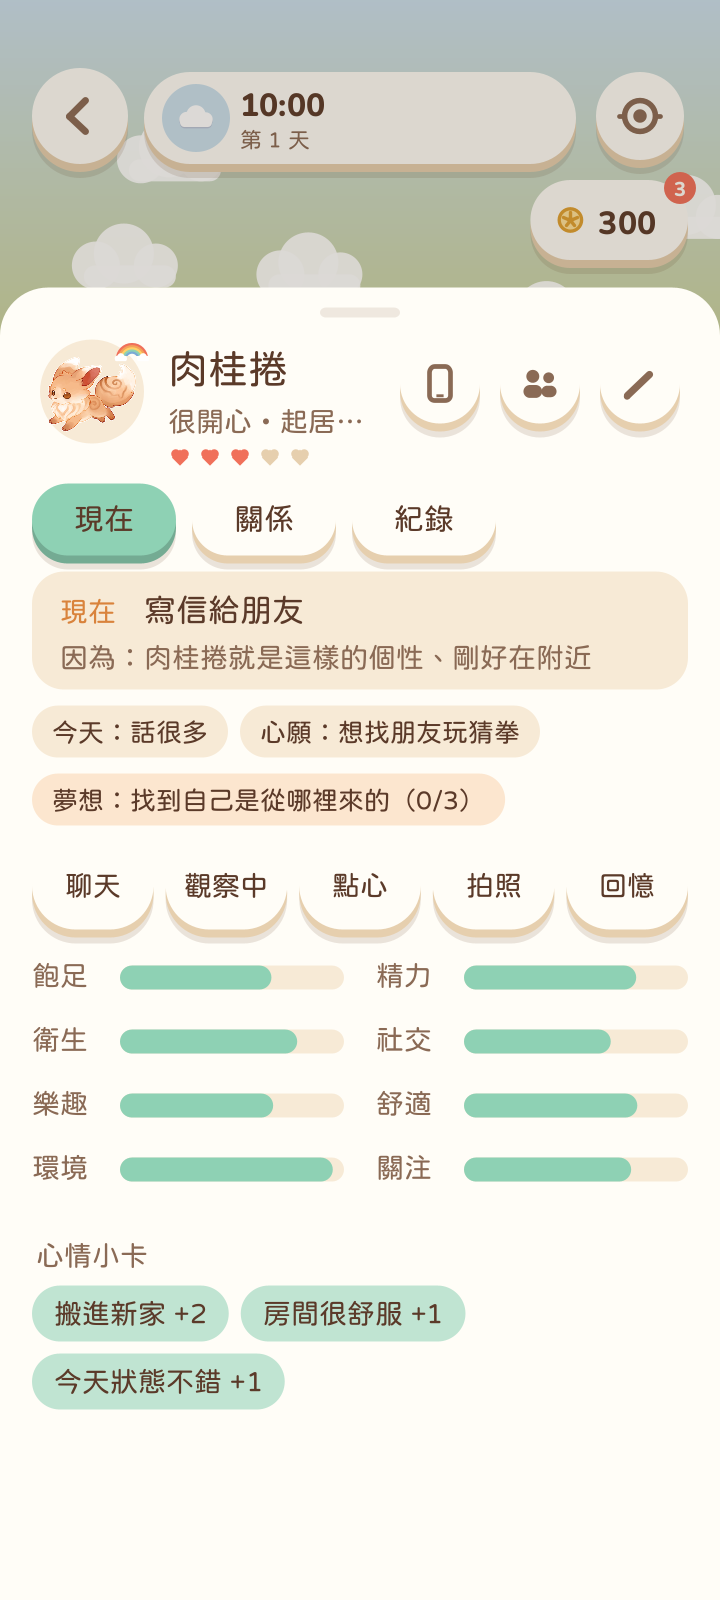 10:00
第 1 天
3
300
肉桂捲
很開心・起居…
現在 關係 紀錄
現在 寫信給朋友
因為：肉桂捲就是這樣的個性、剛好在附近
今天：話很多 心願：想找朋友玩猜拳
夢想：找到自己是從哪裡來的（0/3）
聊天 觀察中 點心 拍照 回憶
飽足 精力
衛生 社交
樂趣 舒適
環境 關注
心情小卡
搬進新家 +2 房間很舒服 +1
今天狀態不錯 +1